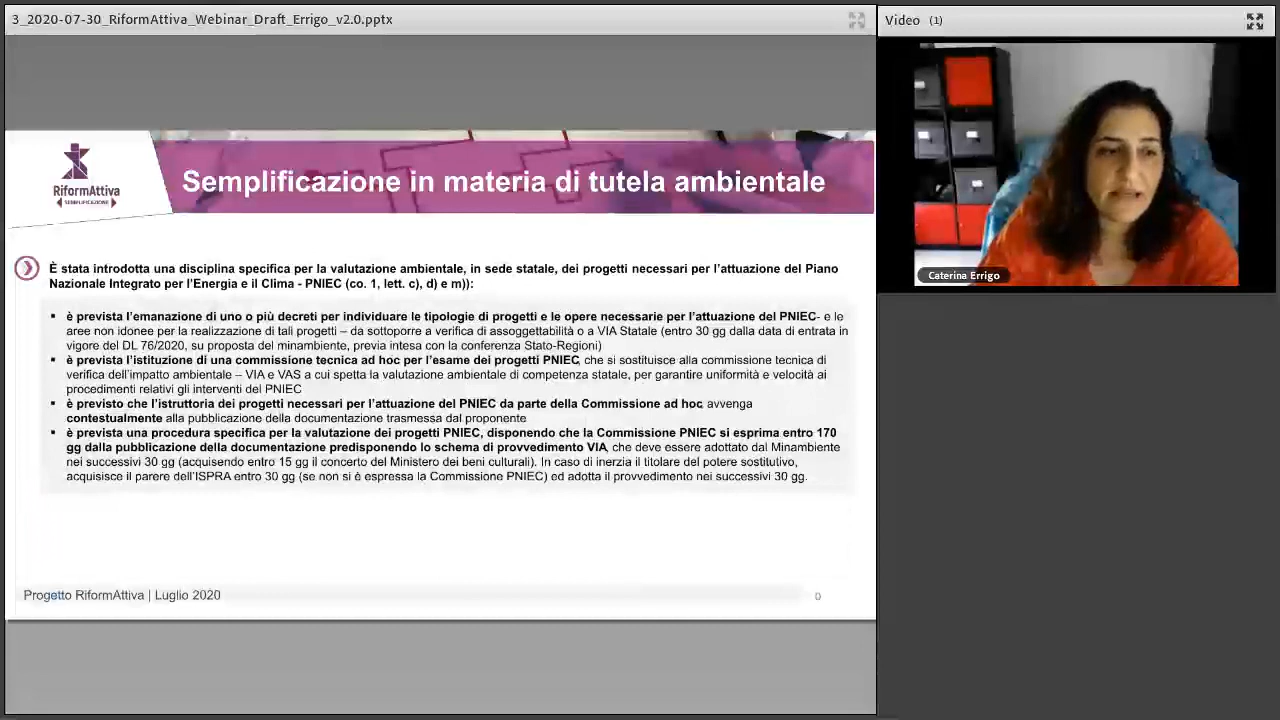 3_2020-07-30_RiformAttiva_Webinar_Draft_Errigo_v2.0.pptx
Video (1)
RiformAttiva
SEMPLIFICAZIONE
Semplificazione in materia di tutela ambientale
È stata introdotta una disciplina specifica per la valutazione ambientale, in sede statale, dei progetti necessari per l'attuazione del Piano
Nazionale Integrato per l'Energia e il Clima - PNIEC (co. 1, lett. c), d) e m)):
▪ è prevista l'emanazione di uno o più decreti per individuare le tipologie di progetti e le opere necessarie per l'attuazione del PNIEC- e le
aree non idonee per la realizzazione di tali progetti – da sottoporre a verifica di assoggettabilità o a VIA Statale (entro 30 gg dalla data di entrata in
vigore del DL 76/2020, su proposta del minambiente, previa intesa con la conferenza Stato-Regioni)
▪ è prevista l'istituzione di una commissione tecnica ad hoc per l'esame dei progetti PNIEC, che si sostituisce alla commissione tecnica di
verifica dell'impatto ambientale – VIA e VAS a cui spetta la valutazione ambientale di competenza statale, per garantire uniformità e velocità ai
procedimenti relativi gli interventi del PNIEC
▪ è previsto che l'istruttoria dei progetti necessari per l'attuazione del PNIEC da parte della Commissione ad hoc, avvenga
contestualmente alla pubblicazione della documentazione trasmessa dal proponente
▪ è prevista una procedura specifica per la valutazione dei progetti PNIEC, disponendo che la Commissione PNIEC si esprima entro 170
gg dalla pubblicazione della documentazione predisponendo lo schema di provvedimento VIA, che deve essere adottato dal Minambiente
nei successivi 30 gg (acquisendo entro 15 gg il concerto del Ministero dei beni culturali). In caso di inerzia il titolare del potere sostitutivo,
acquisisce il parere dell'ISPRA entro 30 gg (se non si è espressa la Commissione PNIEC) ed adotta il provvedimento nei successivi 30 gg.
Progetto RiformAttiva | Luglio 2020
0
Caterina Errigo